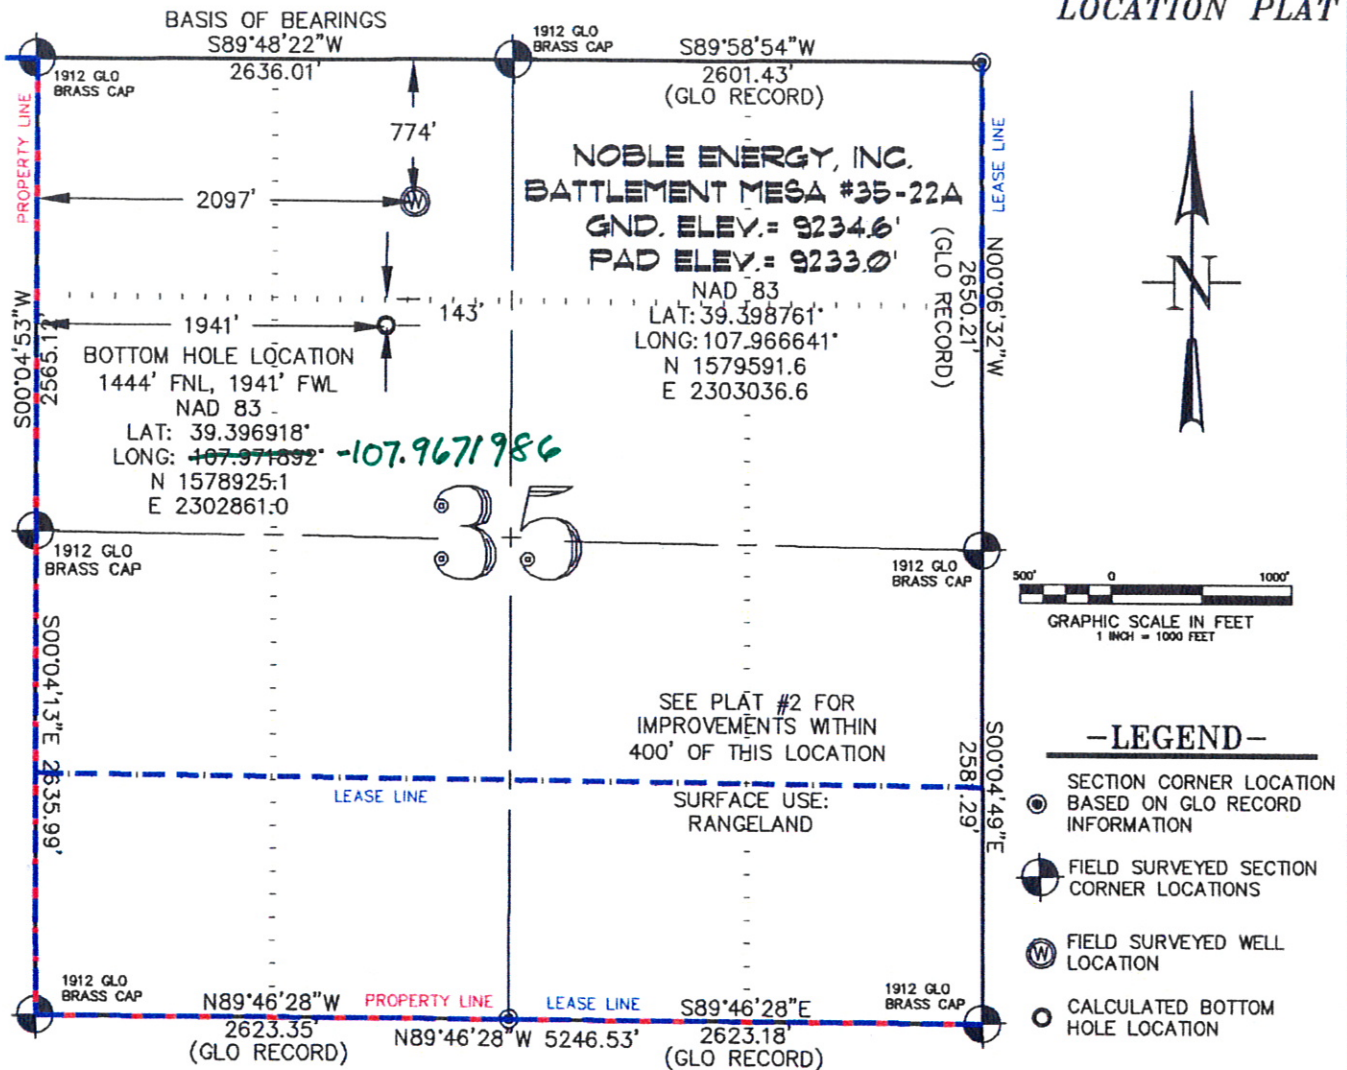 LOCATION PLAT
BASIS OF BEARINGS
S89°48'22"W
2636.01'
1912 GLO
BRASS CAP
S89°58'54"W
2601.43'
(GLO RECORD)
1912 GLO
BRASS CAP
PROPERTY LINE
774'
2097'
W
NOBLE ENERGY, INC.
BATTLEMENT MESA #35-22A
GND. ELEV.= 9234.6'
PAD ELEV.= 9233.0'
NAD 83
LAT: 39.398761°
LONG: 107.966641°
N 1579591.6
E 2303036.6
LEASE LINE
N00°06'32"W
2650.21'
(GLO RECORD)
N
S00°04'53"W
2565.12'
1941'
143'
BOTTOM HOLE LOCATION
1444' FNL, 1941' FWL
NAD 83
LAT: 39.396918°
LONG: 107.971892° -107.9671986
N 1578925.1
E 2302861.0
35
1912 GLO
BRASS CAP
1912 GLO
BRASS CAP
500' 0 1000'
GRAPHIC SCALE IN FEET
1 INCH = 1000 FEET
S00°04'13"E 2635.99'
SEE PLAT #2 FOR
IMPROVEMENTS WITHIN
400' OF THIS LOCATION
LEASE LINE
SURFACE USE:
RANGELAND
S00°04'49"E
2587.29'
-LEGEND-
SECTION CORNER LOCATION
BASED ON GLO RECORD
INFORMATION
FIELD SURVEYED SECTION
CORNER LOCATIONS
W
FIELD SURVEYED WELL
LOCATION
CALCULATED BOTTOM
HOLE LOCATION
1912 GLO
BRASS CAP
N89°46'28"W
2623.35'
(GLO RECORD)
PROPERTY LINE
LEASE LINE
N89°46'28"W 5246.53'
S89°46'28"E
2623.18'
(GLO RECORD)
1912 GLO
BRASS CAP